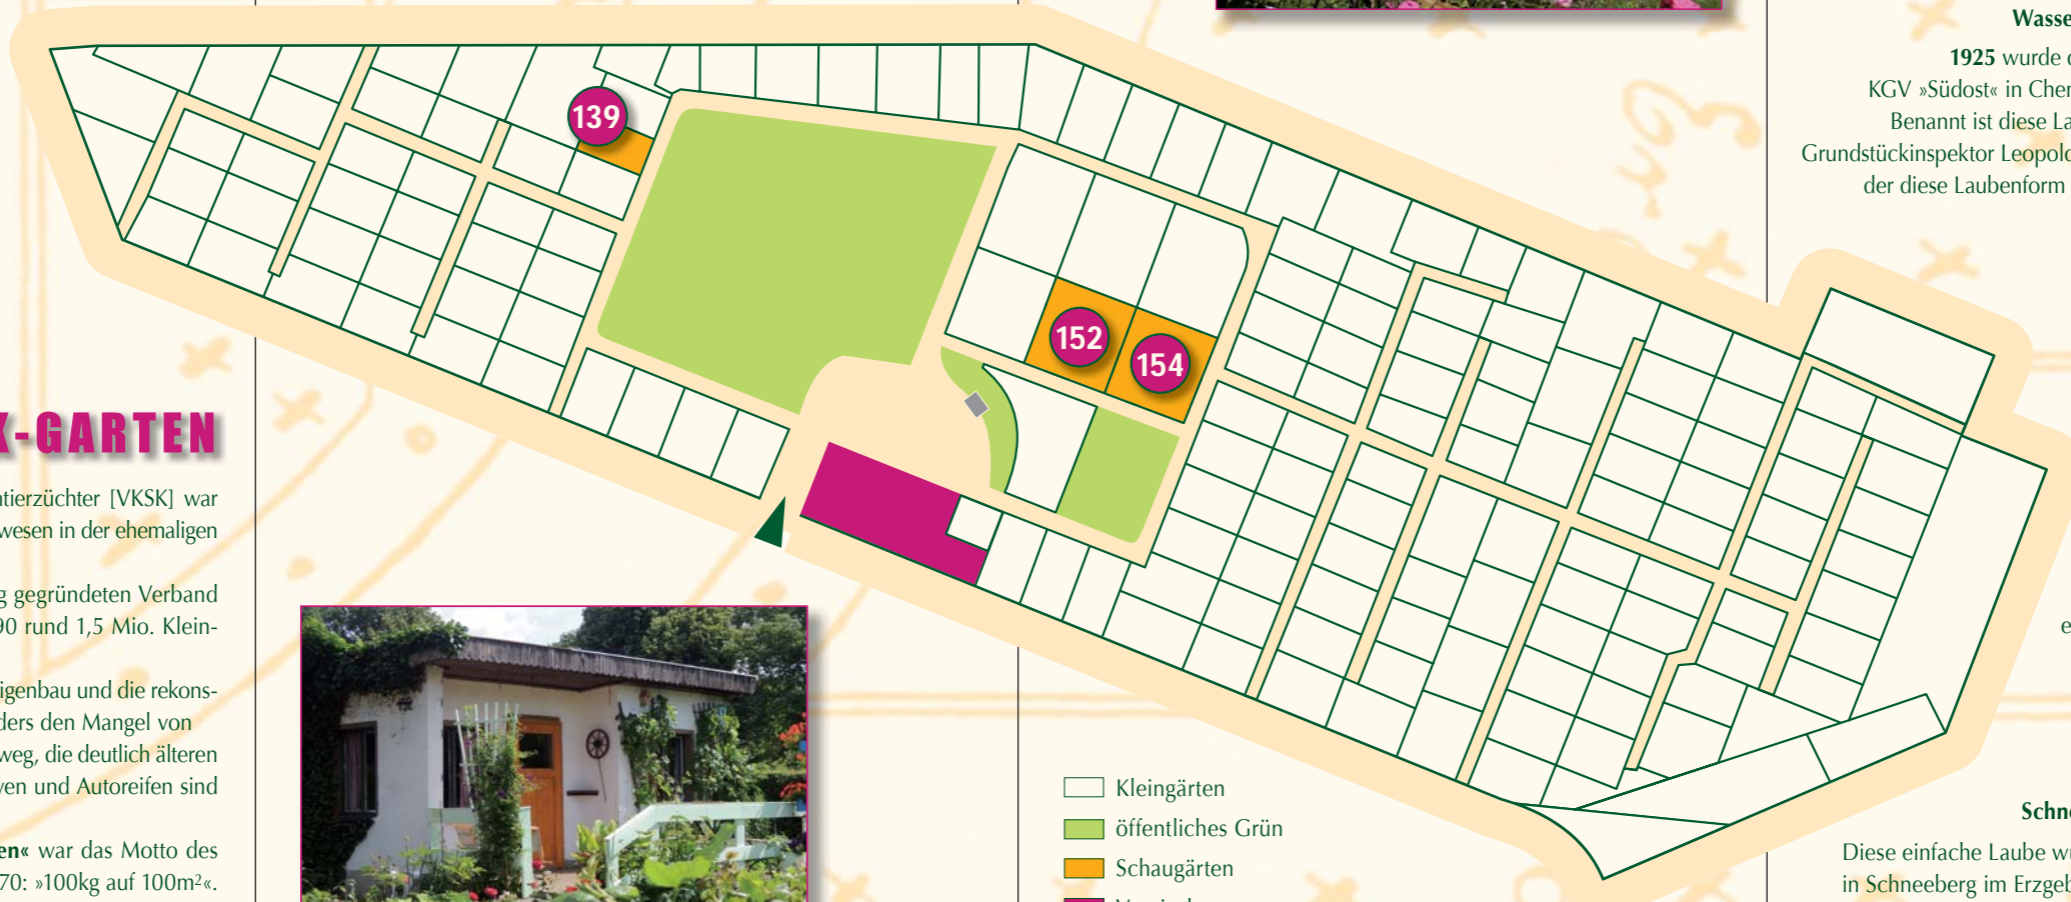 K-GARTEN
ntierzüchter [VKSK] war
wesen in der ehemaligen
g gegründeten Verband
90 rund 1,5 Mio. Klein-
igenbau und die rekons-
ders den Mangel von
weg, die deutlich älteren
ven und Autoreifen sind
en« war das Motto des
70: »100kg auf 100m².
139
152
154
Kleingärten
öffentliches Grün
Schaugärten
Wasse
1925 wurde d
KGV »Südost« in Cher
Benannt ist diese La
Grundstückinspektor Leopold
der diese Laubenform
e
Schne
Diese einfache Laube wu
in Schneeberg im Erzgeb